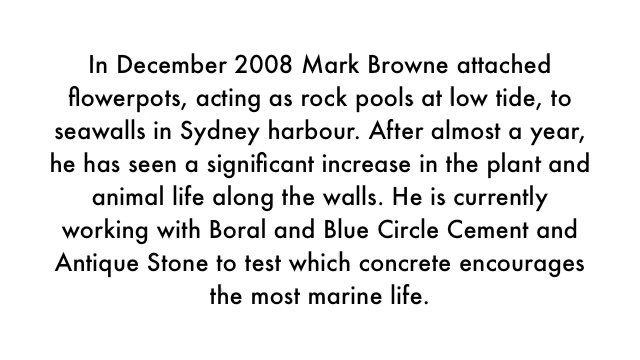 In December 2008 Mark Browne attached
flowerpots, acting as rock pools at low tide, to
seawalls in Sydney harbour. After almost a year,
he has seen a significant increase in the plant and
animal life along the walls. He is currently
working with Boral and Blue Circle Cement and
Antique Stone to test which concrete encourages
the most marine life.